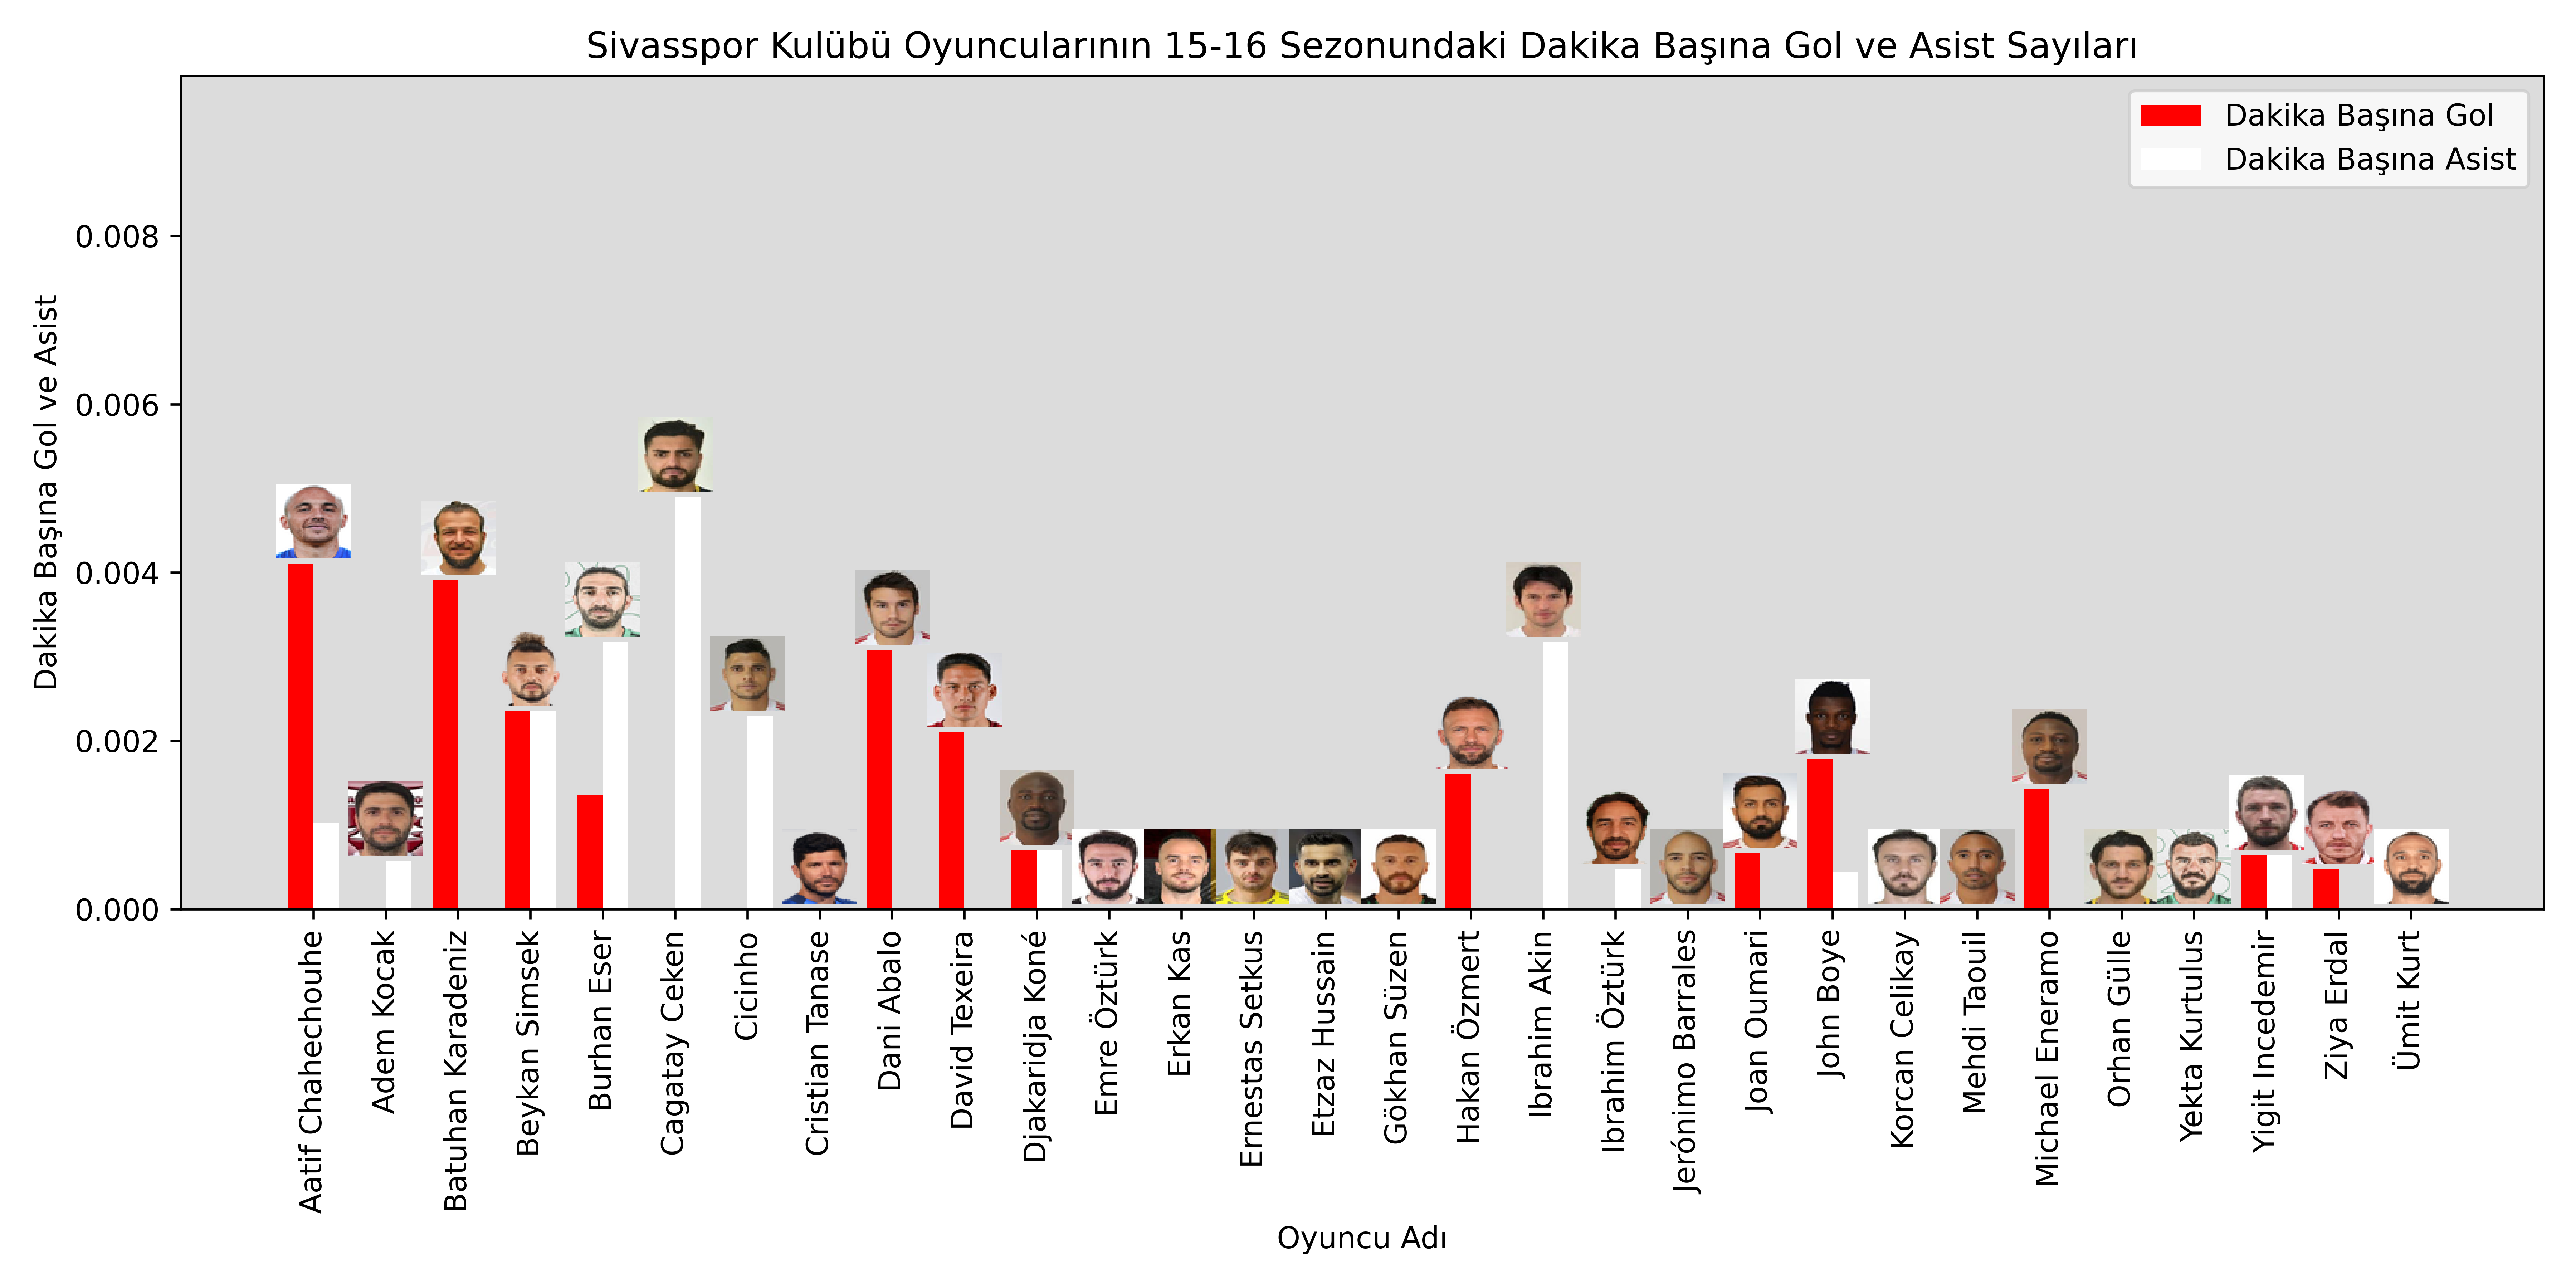 Sivasspor Kulübü Oyuncularının 15-16 Sezonundaki Dakika Başına Gol ve Asist Sayıları
Dakika Başına Gol
Dakika Başına Asist
Dakika Başına Gol ve Asist
0.008
0.006
0.004
0.002
0.000
Aatif Chahechouhe
Adem Kocak
Batuhan Karadeniz
Beykan Simsek
Burhan Eser
Cagatay Ceken
Cicinho
Cristian Tanase
Dani Abalo
David Texeira
Djakaridja Koné
Emre Öztürk
Erkan Kas
Ernestas Setkus
Etzaz Hussain
Gökhan Süzen
Hakan Özmert
Ibrahim Akin
Ibrahim Öztürk
Jerónimo Barrales
Joan Oumari
John Boye
Korcan Celikay
Mehdi Taouil
Michael Eneramo
Orhan Gülle
Yekta Kurtulus
Yigit Incedemir
Ziya Erdal
Ümit Kurt
Oyuncu Adı